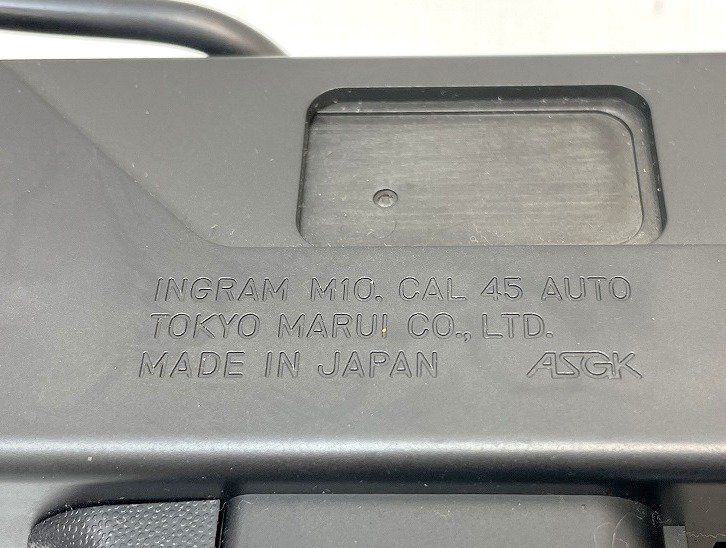 INGRAM M10. CAL 45 AUTO
TOKYO MARUI CO., LTD.
MADE IN JAPAN ASGK